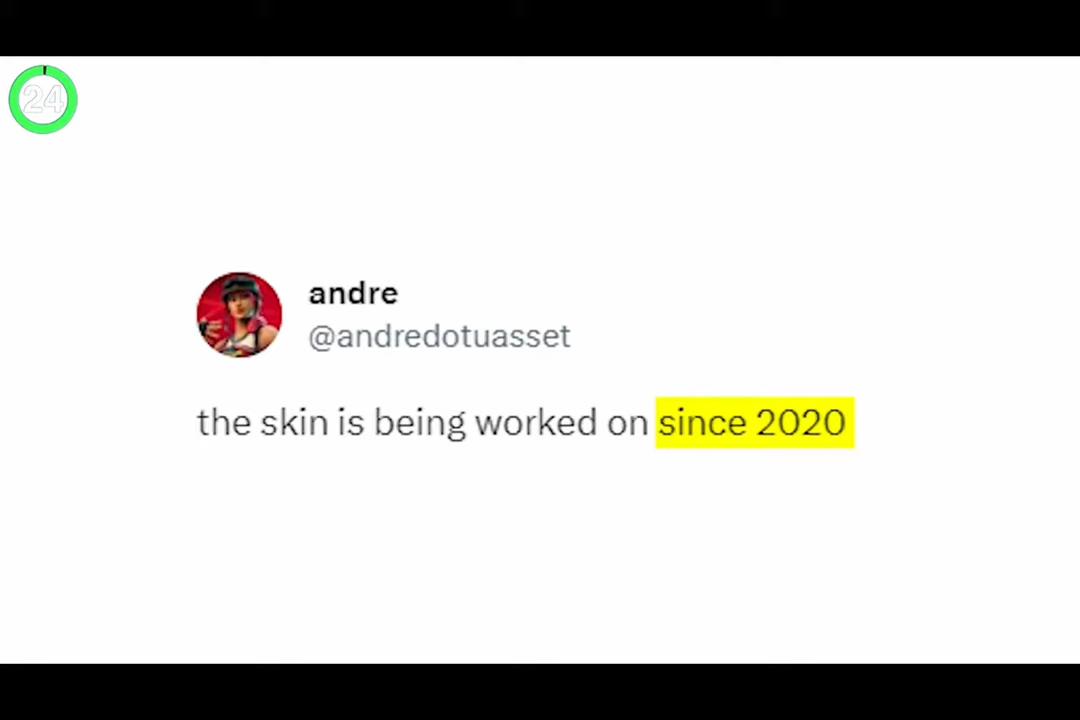 24
andre
@andredotuasset
the skin is being worked on since 2020